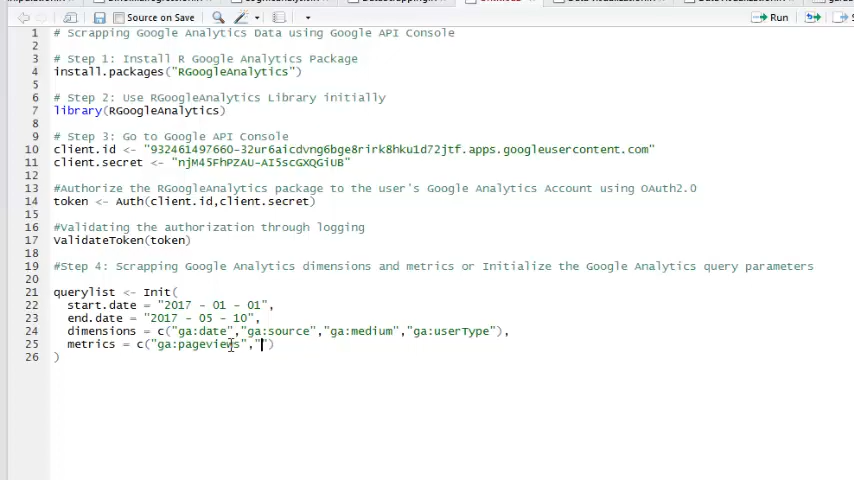 Source on Save
Run
1 # Scrapping Google Analytics Data using Google API Console
2
3 # Step 1: Install R Google Analytics Package
4 install.packages("RGoogleAnalytics")
5
6 # Step 2: Use RGoogleAnalytics Library initially
7 library(RGoogleAnalytics)
8
9 # Step 3: Go to Google API Console
10 client.id <- "932461497660-32ur6aicdvng6bge8rirk8hku1d72jtf.apps.googleusercontent.com"
11 client.secret <- "njM45FhPZAU-AI5scGXQGiUB"
12
13 #Authorize the RGoogleAnalytics package to the user's Google Analytics Account using OAuth2.0
14 token <- Auth(client.id,client.secret)
15
16 #Validating the authorization through logging
17 ValidateToken(token)
18
19 #Step 4: Scrapping Google Analytics dimensions and metrics or Initialize the Google Analytics query parameters
20
21 querylist <- Init(
22 start.date = "2017 - 01 - 01",
23 end.date = "2017 - 05 - 10",
24 dimensions = c("ga:date","ga:source","ga:medium","ga:userType"),
25 metrics = c("ga:pageviews","")
26 )